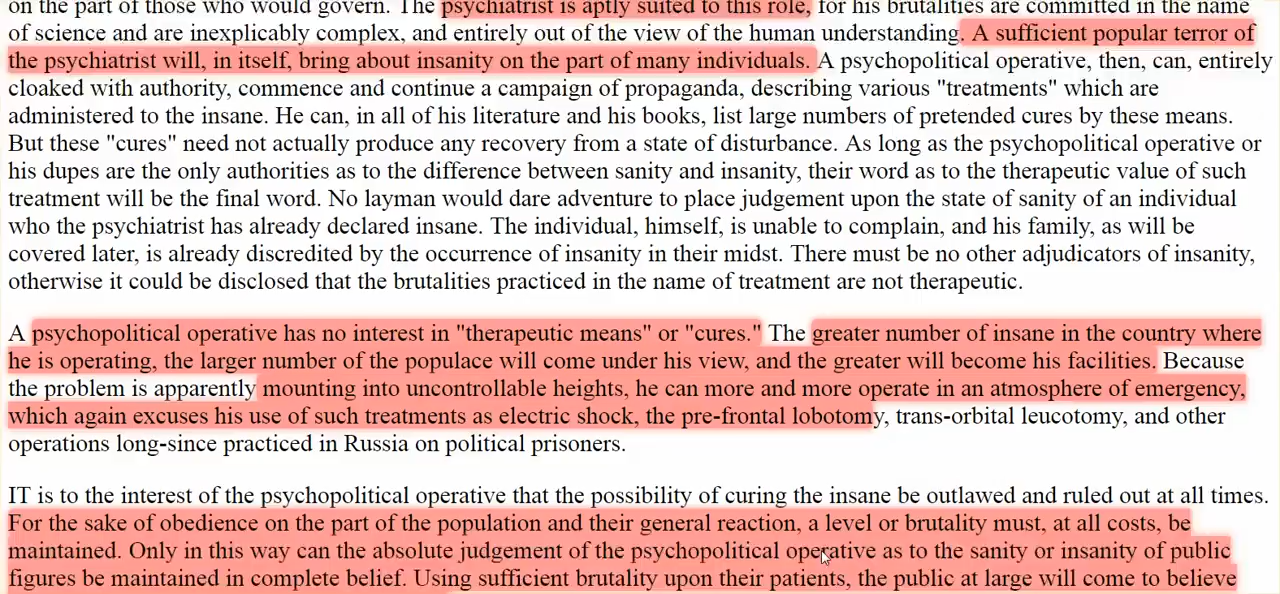 on the part of those who would govern. The psychiatrist is aptly suited to this role, for his brutalities are committed in the name
of science and are inexplicably complex, and entirely out of the view of the human understanding. A sufficient popular terror of
the psychiatrist will, in itself, bring about insanity on the part of many individuals. A psychopolitical operative, then, can, entirely
cloaked with authority, commence and continue a campaign of propaganda, describing various "treatments" which are
administered to the insane. He can, in all of his literature and his books, list large numbers of pretended cures by these means.
But these "cures" need not actually produce any recovery from a state of disturbance. As long as the psychopolitical operative or
his dupes are the only authorities as to the difference between sanity and insanity, their word as to the therapeutic value of such
treatment will be the final word. No layman would dare adventure to place judgement upon the state of sanity of an individual
who the psychiatrist has already declared insane. The individual, himself, is unable to complain, and his family, as will be
covered later, is already discredited by the occurrence of insanity in their midst. There must be no other adjudicators of insanity,
otherwise it could be disclosed that the brutalities practiced in the name of treatment are not therapeutic.
A psychopolitical operative has no interest in "therapeutic means" or "cures." The greater number of insane in the country where
he is operating, the larger number of the populace will come under his view, and the greater will become his facilities. Because
the problem is apparently mounting into uncontrollable heights, he can more and more operate in an atmosphere of emergency,
which again excuses his use of such treatments as electric shock, the pre-frontal lobotomy, trans-orbital leucotomy, and other
operations long-since practiced in Russia on political prisoners.
IT is to the interest of the psychopolitical operative that the possibility of curing the insane be outlawed and ruled out at all times.
For the sake of obedience on the part of the population and their general reaction, a level or brutality must, at all costs, be
maintained. Only in this way can the absolute judgement of the psychopolitical operative as to the sanity or insanity of public
figures be maintained in complete belief. Using sufficient brutality upon their patients, the public at large will come to believe